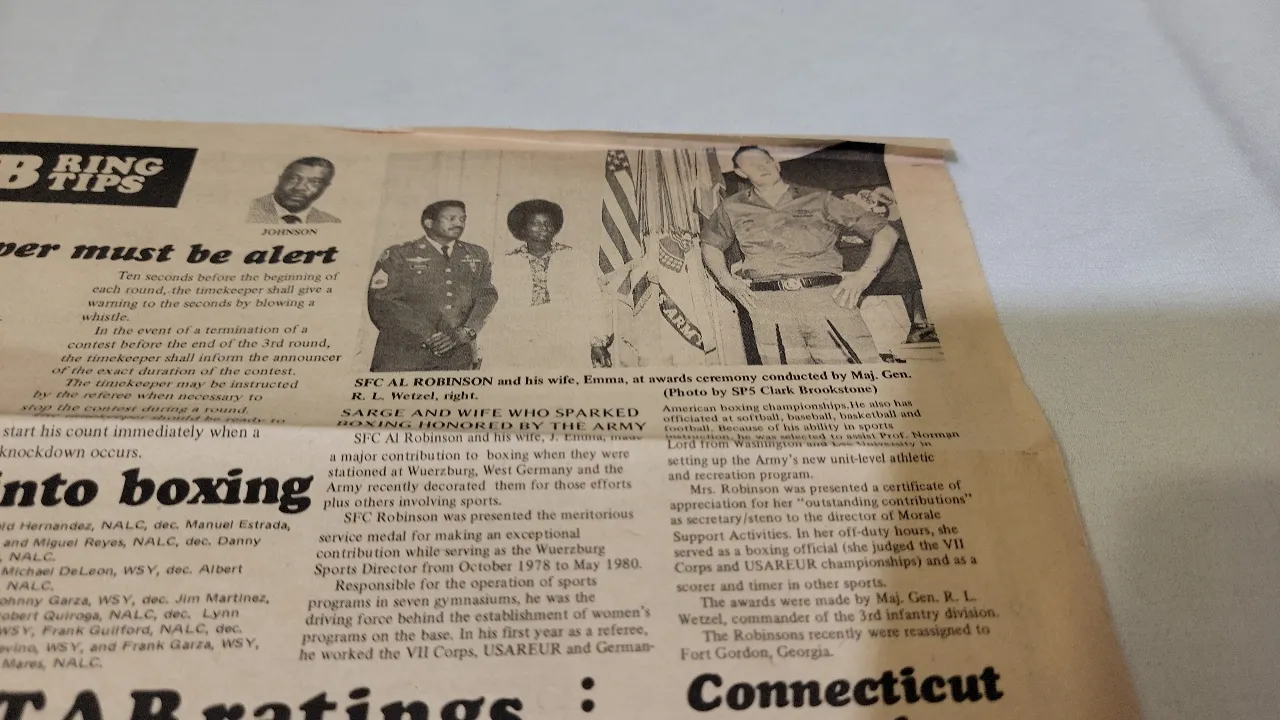 B RING TIPS
JOHNSON
must be alert
Ten seconds before the beginning of
each round, the timekeeper shall give a
warning to the seconds by blowing a
whistle.
In the event of a termination of a
contest before the end of the 3rd round,
the timekeeper shall inform the announcer
of the exact duration of the contest.
The timekeeper may be instructed
by the referee when necessary to
stop the contest during a round.
start his count immediately when a
knockdown occurs.
into boxing
Hernandez, NALC, dec. Manuel Estrada,
and Miguel Reyes, NALC, dec. Danny
NALC.
Michael DeLeon, WSY, dec. Albert
NALC.
Johnny Garza, WSY, dec. Jim Martinez,
Robert Quiroga, NALC, dec. Lynn
WSY, Frank Guilford, NALC, dec.
WSY, and Frank Garza, WSY,
Mares, NALC.
ARMY
SFC AL ROBINSON and his wife, Emma, at awards ceremony conducted by Maj. Gen.
R. L. Wetzel, right. (Photo by SP5 Clark Brookstone)
SARGE AND WIFE WHO SPARKED
BOXING HONORED BY THE ARMY
SFC Al Robinson and his wife, J. Emma, made
a major contribution to boxing when they were
stationed at Wuerzburg, West Germany and the
Army recently decorated them for those efforts
plus others involving sports.
SFC Robinson was presented the meritorious
service medal for making an exceptional
contribution while serving as the Wuerzburg
Sports Director from October 1978 to May 1980.
Responsible for the operation of sports
programs in seven gymnasiums, he was the
driving force behind the establishment of women's
programs on the base. In his first year as a referee,
he worked the VII Corps, USAREUR and German-
American boxing championships.He also has
officiated at softball, baseball, basketball and
football. Because of his ability in sports
instruction, he was selected to assist Prof. Norman
Lord from Washington and Lee University in
setting up the Army's new unit-level athletic
and recreation program.
Mrs. Robinson was presented a certificate of
appreciation for her "outstanding contributions"
as secretary/steno to the director of Morale
Support Activities. In her off-duty hours, she
served as a boxing official (she judged the VII
Corps and USAREUR championships) and as a
scorer and timer in other sports.
The awards were made by Maj. Gen. R. L.
Wetzel, commander of the 3rd infantry division.
The Robinsons recently were reassigned to
Fort Gordon, Georgia.
TAB ratings :
Connecticut